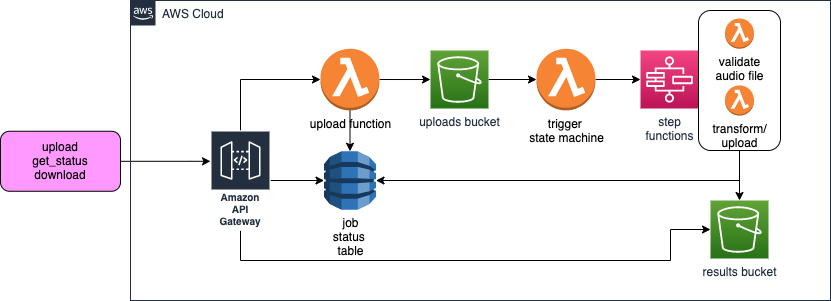 aws
AWS Cloud
upload
get_status
download
Amazon
API
Gateway
upload function
job
status
table
uploads bucket
trigger
state machine
step
functions
validate
audio file
transform/
upload
results bucket